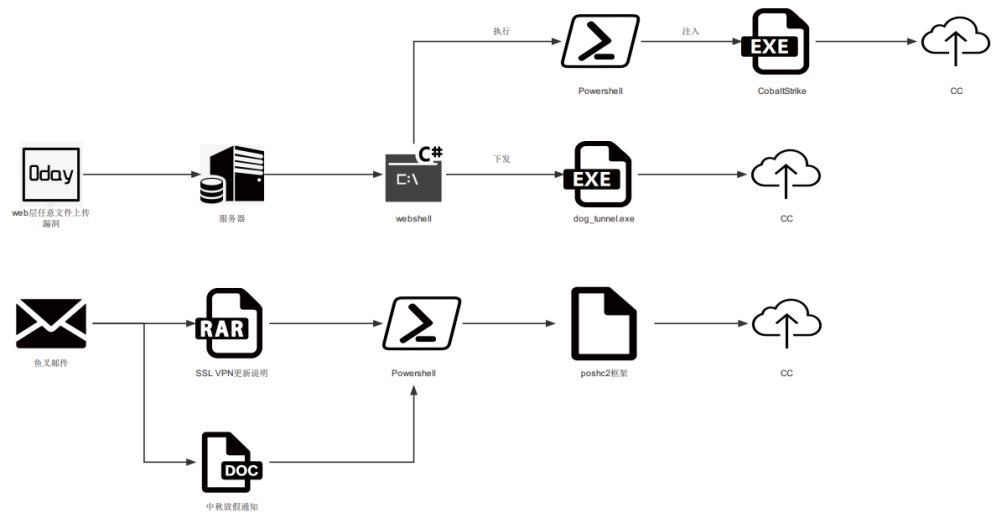 执行
注入
EXE
Powershell
CobaltStrike
CC
0day
C#
C:\
下发
EXE
web层任意文件上传
漏洞
服务器
webshell
dog_tunnel.exe
CC
RAR
鱼叉邮件
SSL VPN更新说明
Powershell
poshc2框架
CC
DOC
中秋放假通知